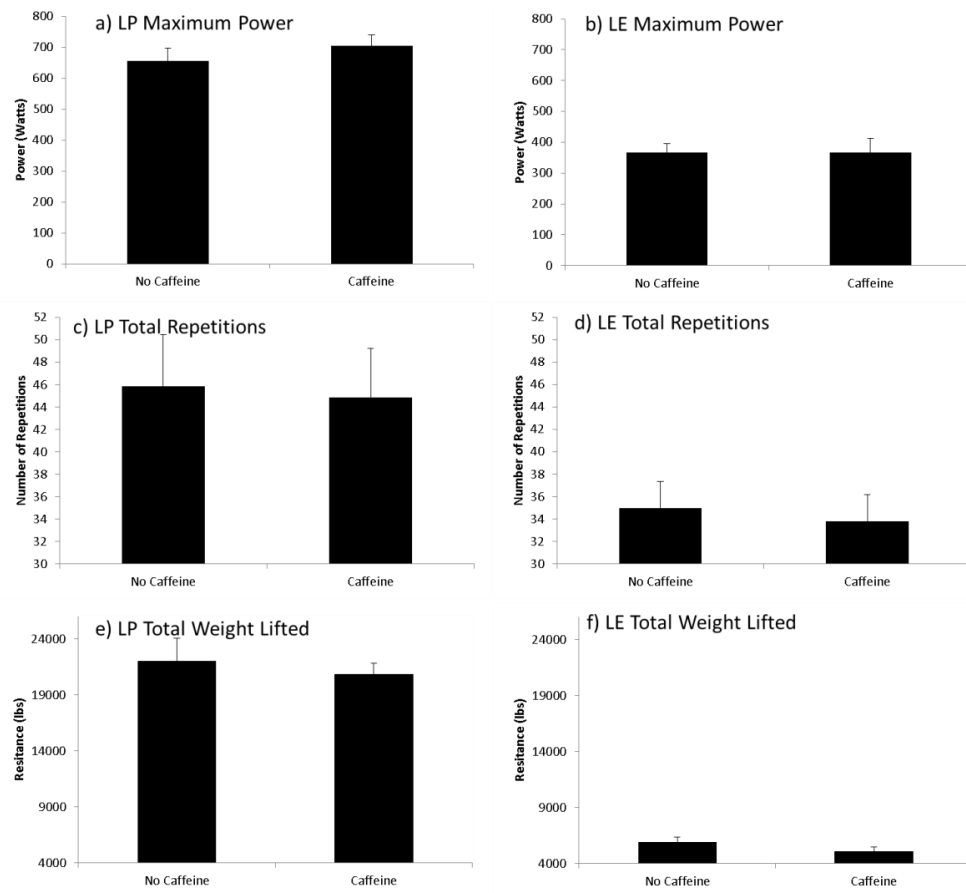 a) LP Maximum Power
Power (Watts)
800
700
600
500
400
300
200
100
0
No Caffeine
Caffeine
b) LE Maximum Power
Power (Watts)
800
700
600
500
400
300
200
100
0
No Caffeine
Caffeine
c) LP Total Repetitions
Number of Repetitions
52
50
48
46
44
42
40
38
36
34
32
30
No Caffeine
Caffeine
d) LE Total Repetitions
Number of Repetitions
52
50
48
46
44
42
40
38
36
34
32
30
No Caffeine
Caffeine
e) LP Total Weight Lifted
Resitance (lbs)
24000
19000
14000
9000
4000
No Caffeine
Caffeine
f) LE Total Weight Lifted
Resitance (lbs)
24000
19000
14000
9000
4000
No Caffeine
Caffeine